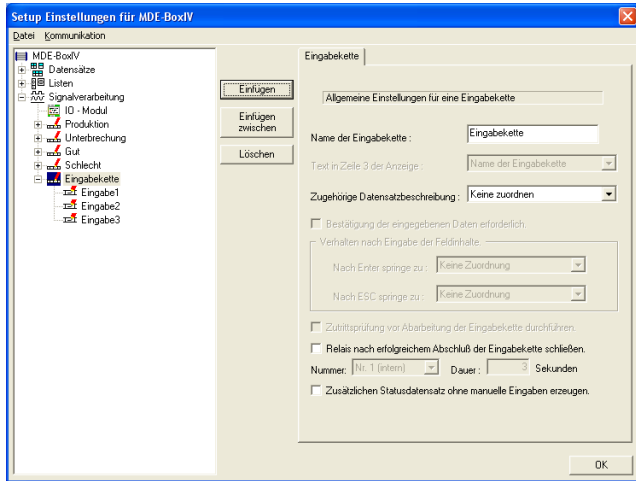 Setup Einstellungen für MDE-BoxIV
Datei Kommunikation
MDE-BoxIV
Datensätze
Listen
Signalverarbeitung
IO - Modul
Produktion
Unterbrechung
Gut
Schlecht
Eingabekette
Eingabe1
Eingabe2
Eingabe3
Einfügen
Einfügen
zwischen
Löschen
Eingabekette
Allgemeine Einstellungen für eine Eingabekette
Name der Eingabekette : Eingabekette
Text in Zeile 3 der Anzeige : Name der Eingabekette
Zugehörige Datensatzbeschreibung : Keine zuordnen
Bestätigung der eingegebenen Daten erforderlich.
Verhalten nach Eingabe der Feldinhalte.
Nach Enter springe zu : Keine Zuordnung
Nach ESC springe zu : Keine Zuordnung
Zutrittsprüfung vor Abarbeitung der Eingabekette durchführen.
Relais nach erfolgreichem Abschluß der Eingabekette schließen.
Nummer: Nr. 1 (intern) Dauer : 3 Sekunden
Zusätzlichen Statusdatensatz ohne manuelle Eingaben erzeugen.
OK